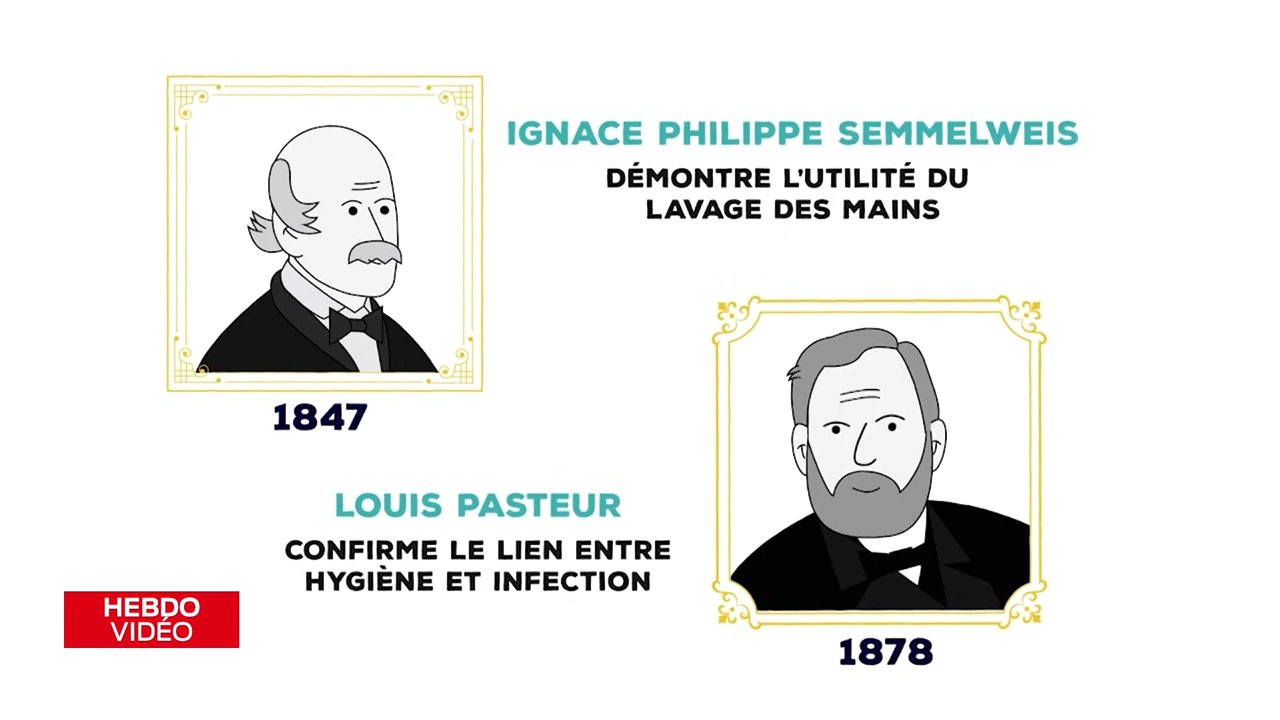 IGNACE PHILIPPE SEMMELWEIS
DÉMONTRE L'UTILITÉ DU
LAVAGE DES MAINS
1847
LOUIS PASTEUR
CONFIRME LE LIEN ENTRE
HYGIÈNE ET INFECTION
1878
HEBDO
VIDÉO